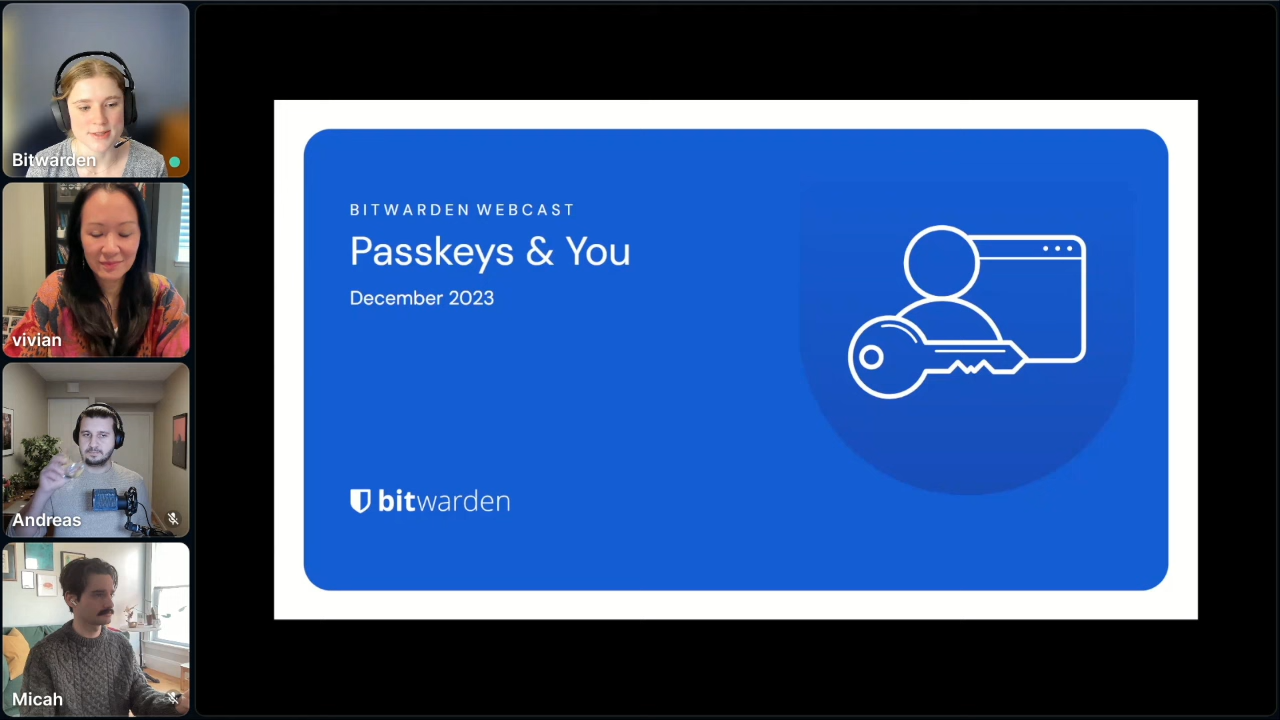 Bitwarden
vivian
Andreas
Micah
BITWARDEN WEBCAST
Passkeys & You
December 2023
bitwarden